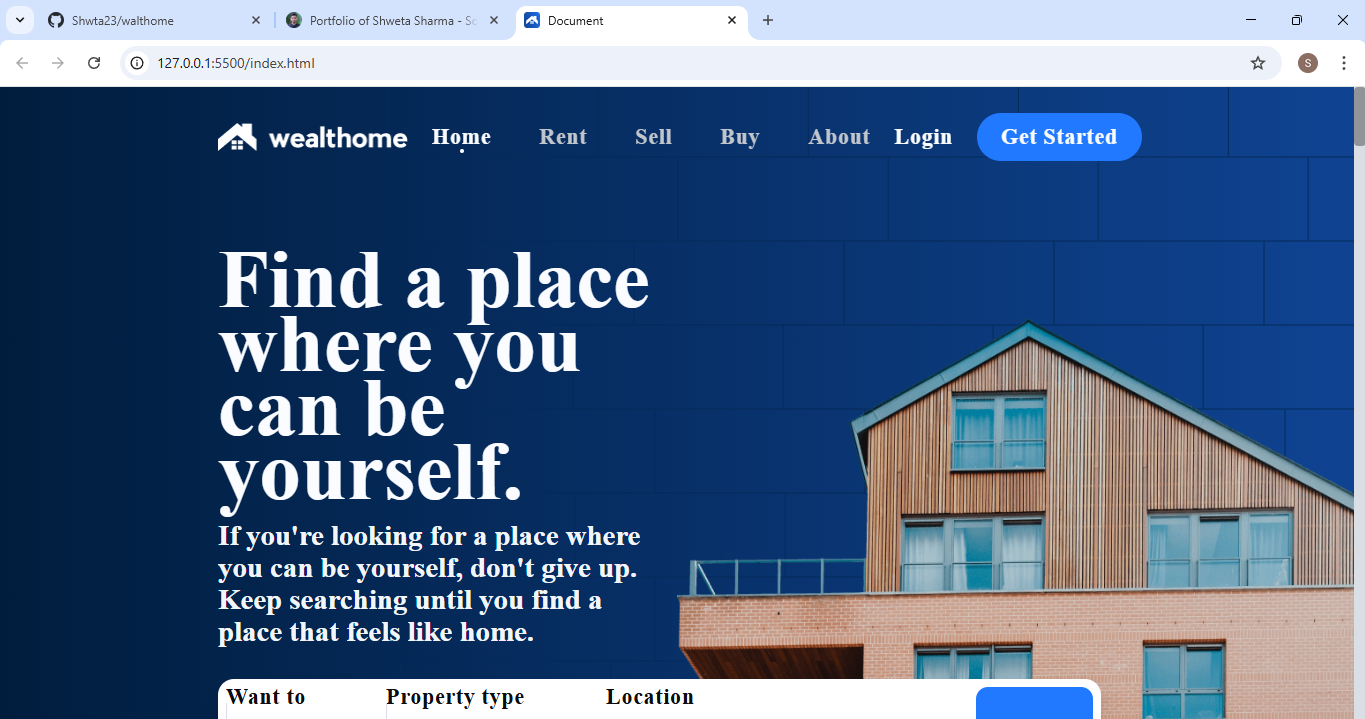 Shwta23/walthome
Portfolio of Shweta Sharma - So
Document
127.0.0.1:5500/index.html
S
wealthome Home Rent Sell Buy About Login Get Started
Find a place
where you
can be
yourself.
If you're looking for a place where
you can be yourself, don't give up.
Keep searching until you find a
place that feels like home.
Want to Property type Location